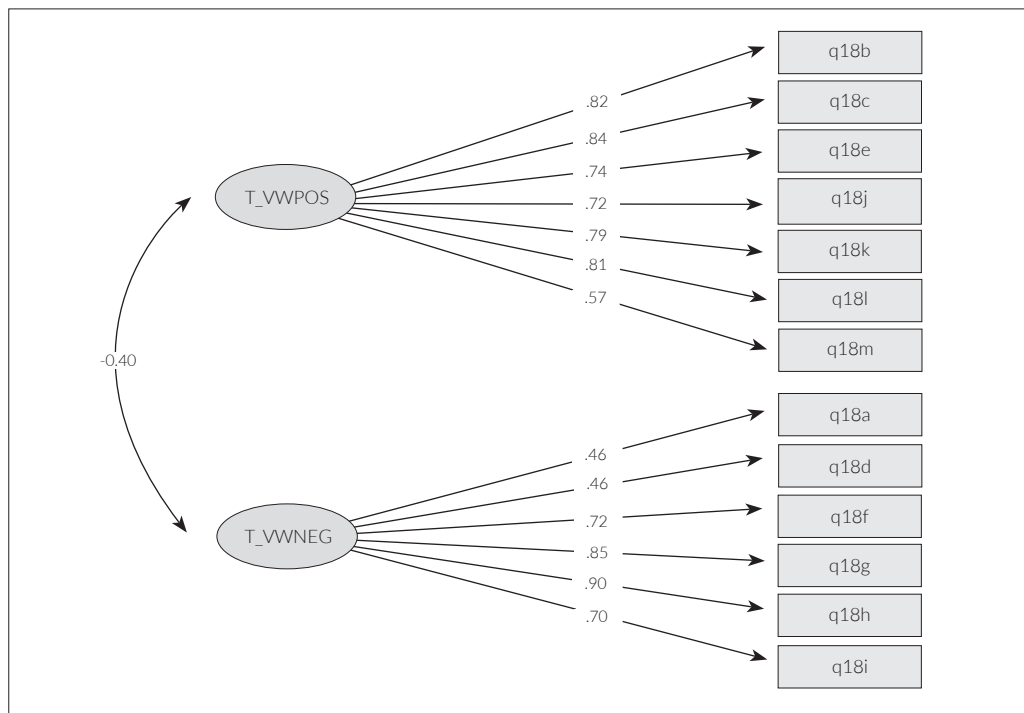 q18b
.82
q18c
.84
q18e
.74
T_VWPOS
q18j
.72
q18k
.79
q18l
.81
q18m
.57
-0.40
q18a
.46
q18d
.46
q18f
.72
T_VWNEG
q18g
.85
q18h
.90
q18i
.70